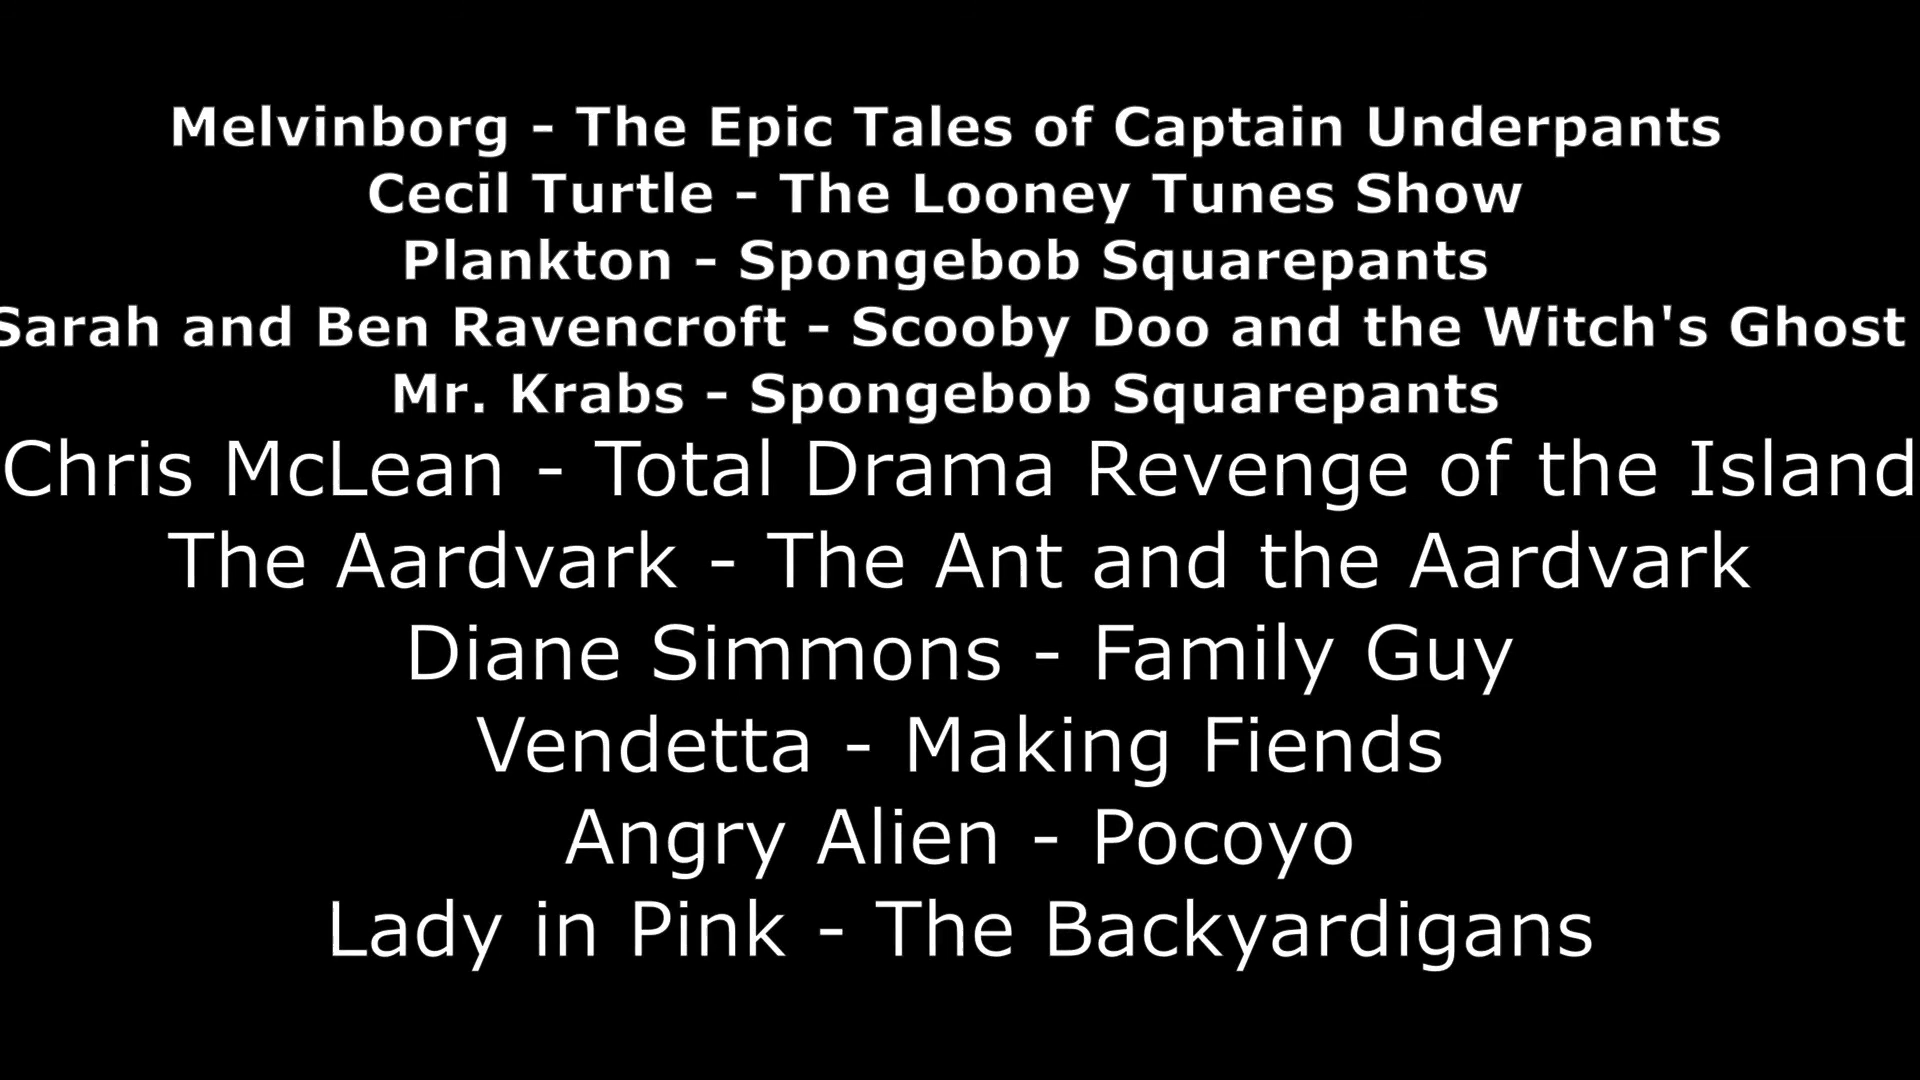 Melvinborg - The Epic Tales of Captain Underpants
Cecil Turtle - The Looney Tunes Show
Plankton - Spongebob Squarepants
Sarah and Ben Ravencroft - Scooby Doo and the Witch's Ghost
Mr. Krabs - Spongebob Squarepants
Chris McLean - Total Drama Revenge of the Island
The Aardvark - The Ant and the Aardvark
Diane Simmons - Family Guy
Vendetta - Making Fiends
Angry Alien - Pocoyo
Lady in Pink - The Backyardigans